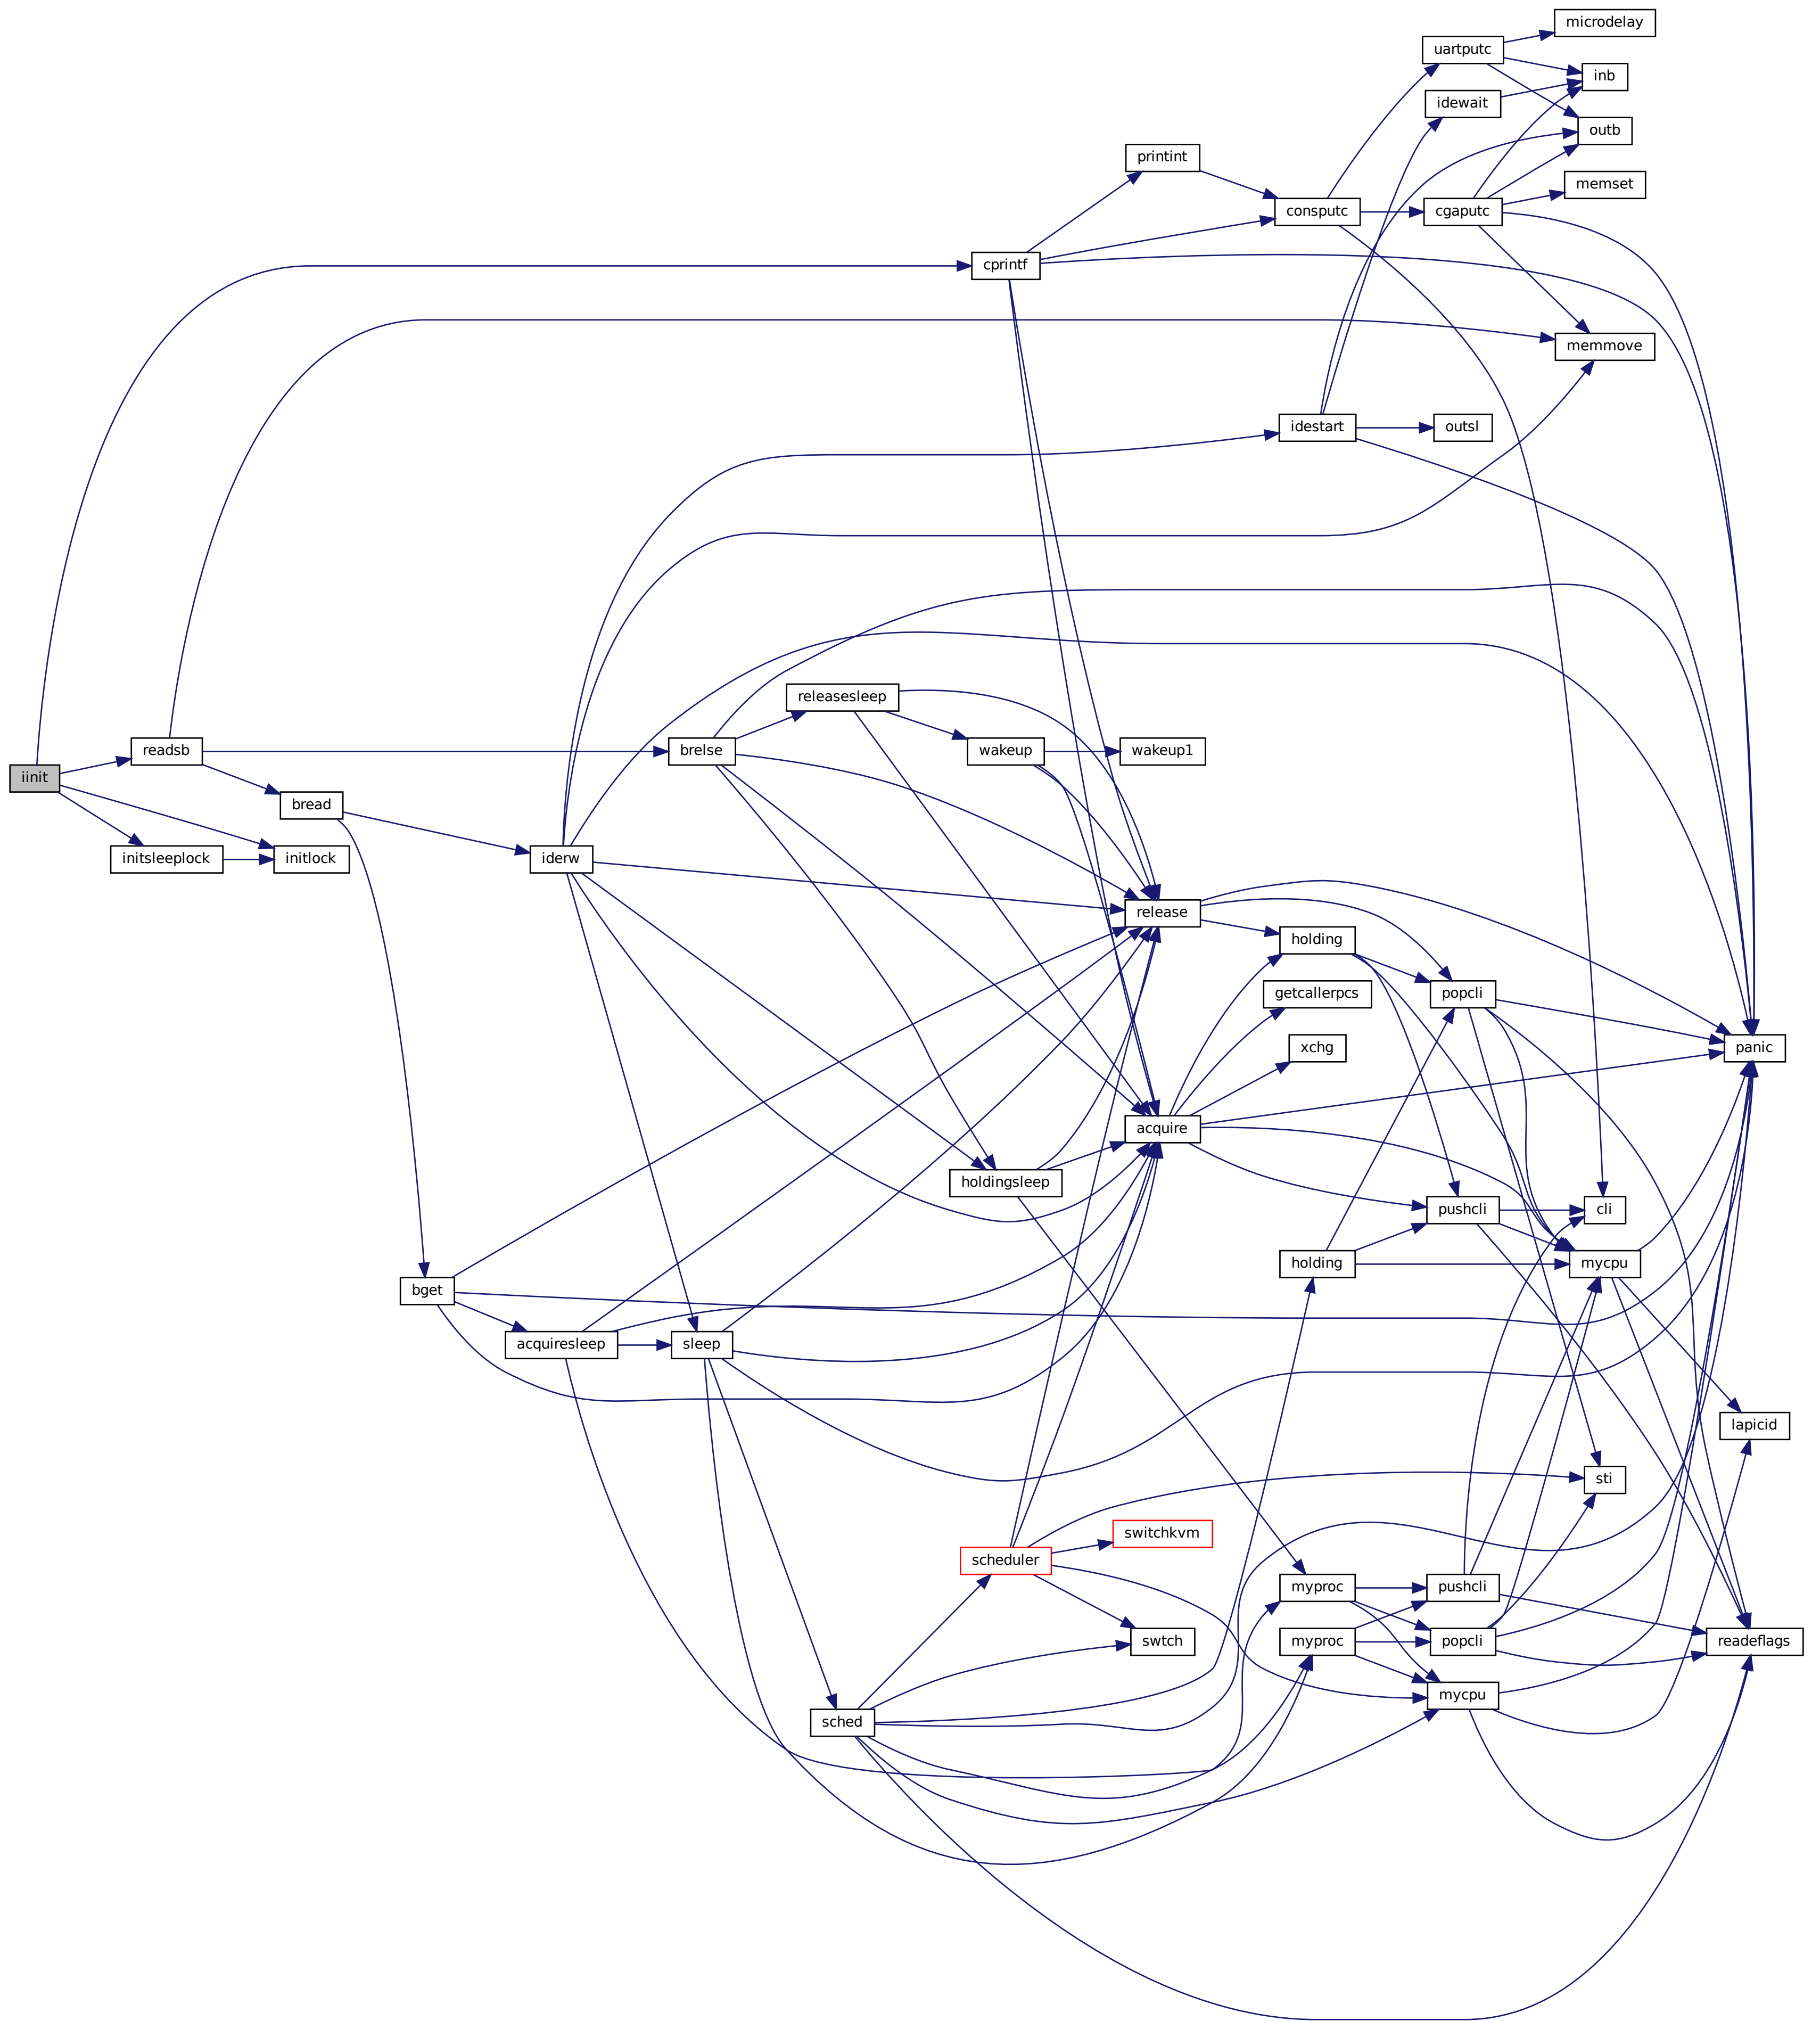 microdelay
uartputc
inb
idewait
outb
printint
memset
consputc
cgaputc
cprintf
memmove
idestart
outsl
releasesleep
readsb
brelse
wakeup
wakeup1
iinit
bread
initsleeplock
initlock
iderw
release
holding
getcallerpcs
popcli
xchg
panic
acquire
holdingsleep
pushcli
cli
holding
mycpu
bget
acquiresleep
sleep
lapicid
sti
switchkvm
scheduler
myproc
pushcli
swtch
myproc
popcli
readeflags
mycpu
sched